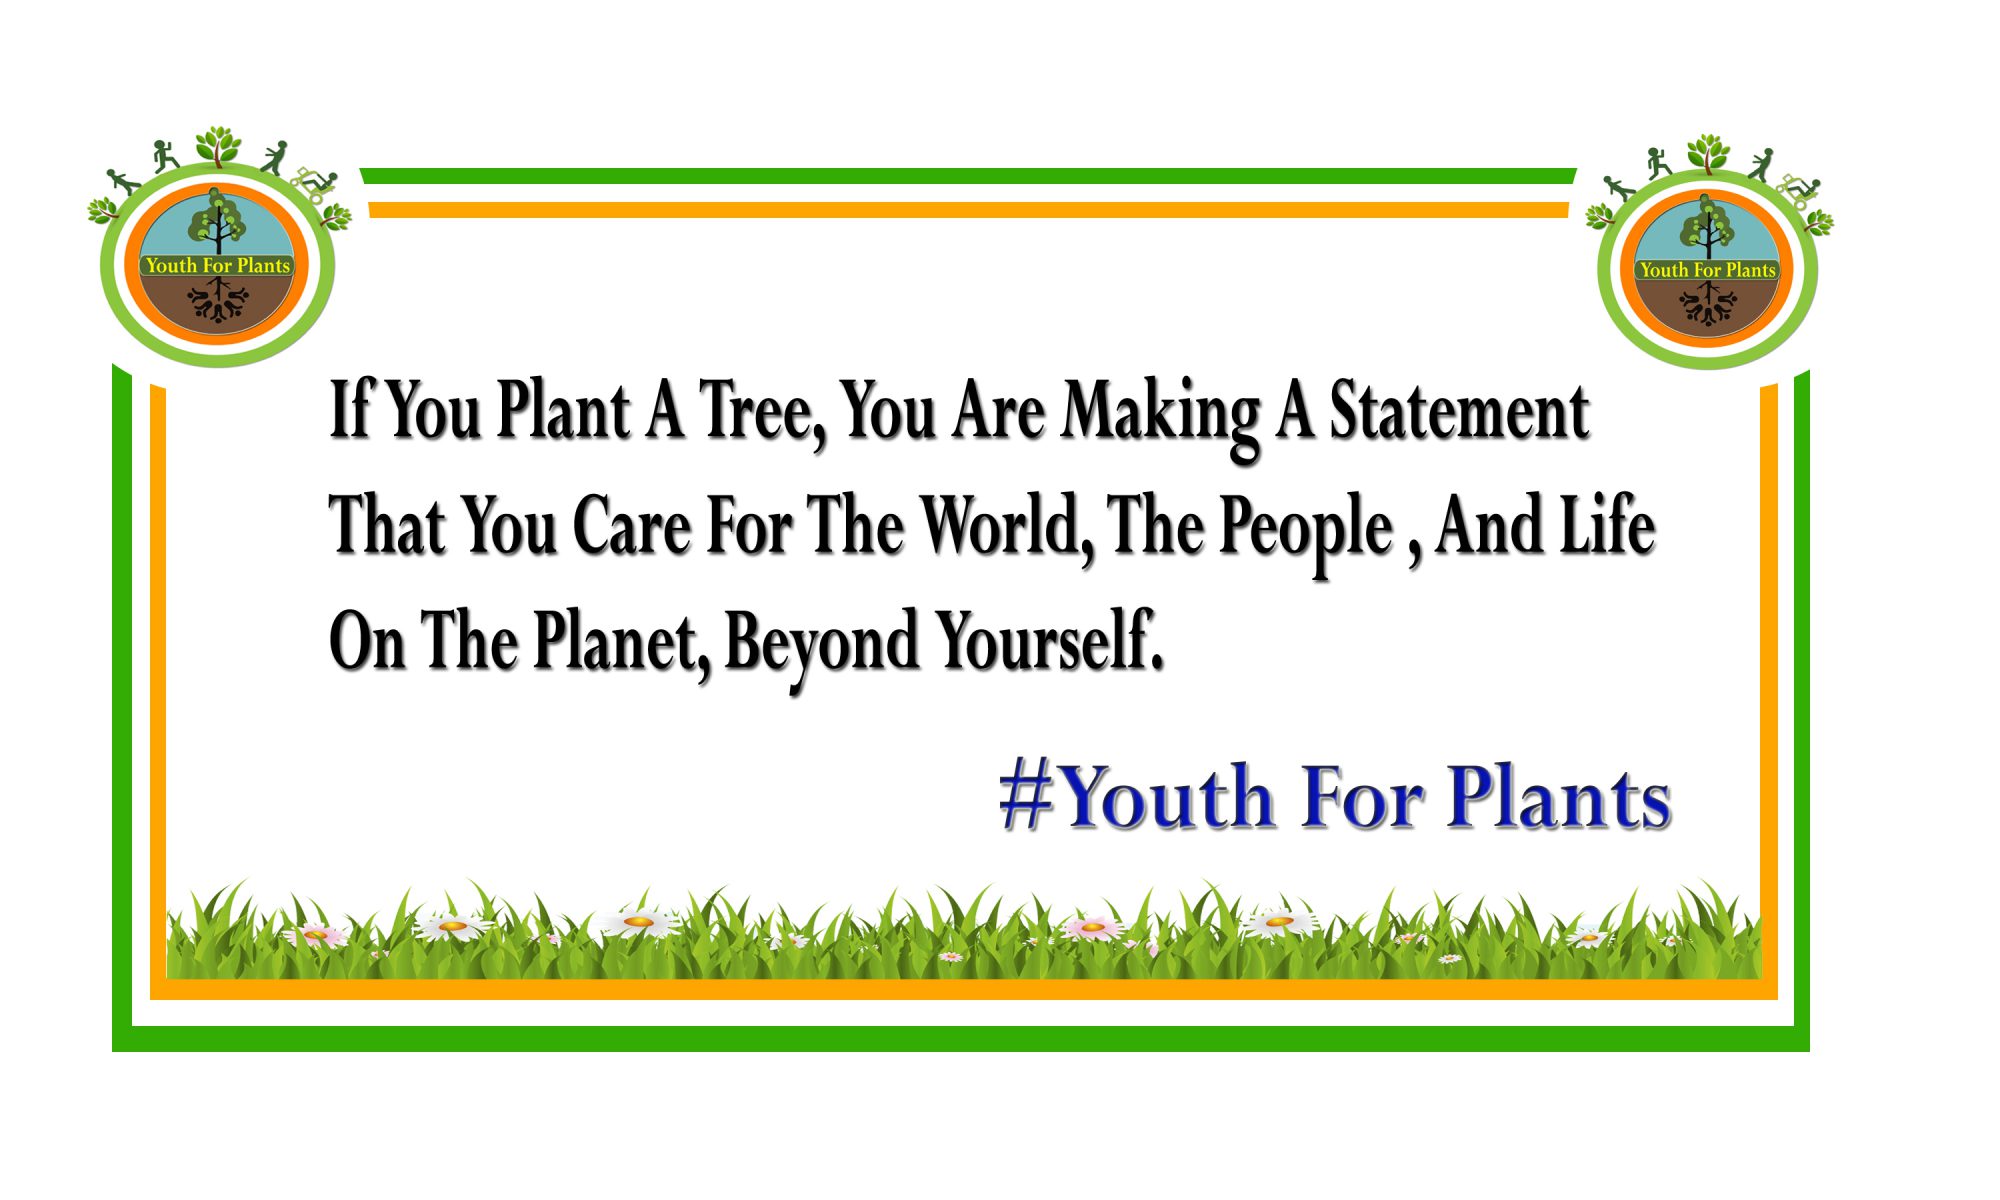 Youth For Plants
Youth For Plants
If You Plant A Tree, You Are Making A Statement
That You Care For The World, The People , And Life
On The Planet, Beyond Yourself.
#Youth For Plants